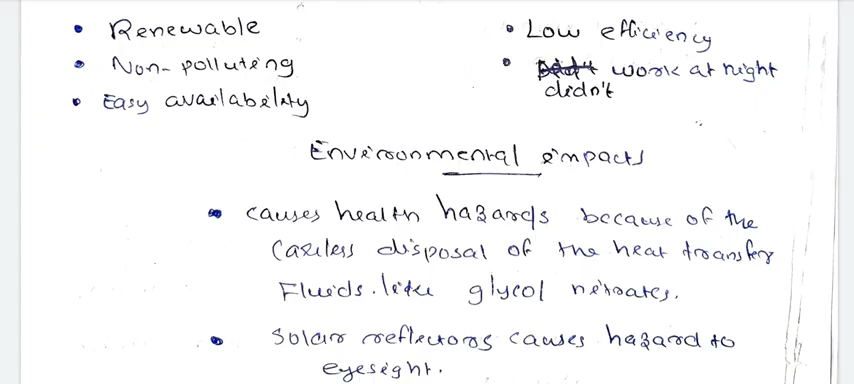 • Renewable
• Non-polluting
• Easy availability
• Low efficiency
• work at night
didn't
Environmental impacts
• causes health hazards because of the
careless disposal of the heat transfer
Fluids. like glycol nitrates.
• Solar reflectors causes hazard to
eyesight.